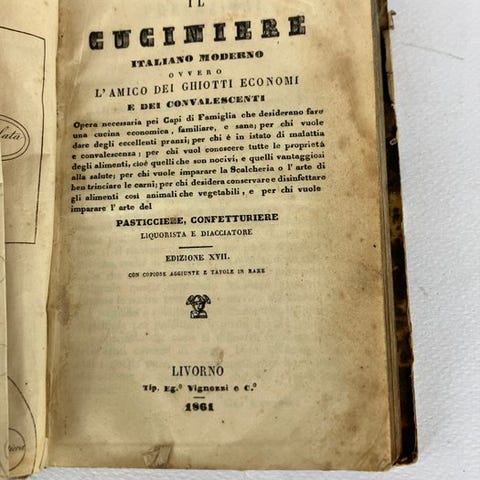 IL
CUCINIERE
ITALIANO MODERNO
OVVERO
L'AMICO DEI GHIOTTI ECONOMI
E DEI CONVALESCENTI
Opera necessaria pei Capi di Famiglia che desiderano fare
una cucina economica, familiare, e sana; per chi vuole
dare degli eccellenti pranzi; per chi è in istato di malattia
e convalescenza; per chi vuol conoscere tutte le proprietà
degli alimenti, cioè quelli che son nocivi, e quelli vantaggiosi
alla salute; per chi vuole imparare la Scalcheria o l'arte di
ben trinciare le carni; per chi desidera conservare e disinfettare
gli alimenti così animali che vegetabili, e per chi vuole
imparare l'arte del
PASTICCIERE, CONFETTURIERE
LIQUORISTA E DIACCIATORE
EDIZIONE XVII.
CON COPIOSE AGGIUNTE E TAVOLE IN RAME
LIVORNO
Tip. Eg.º Vignozzi e C.º
1861